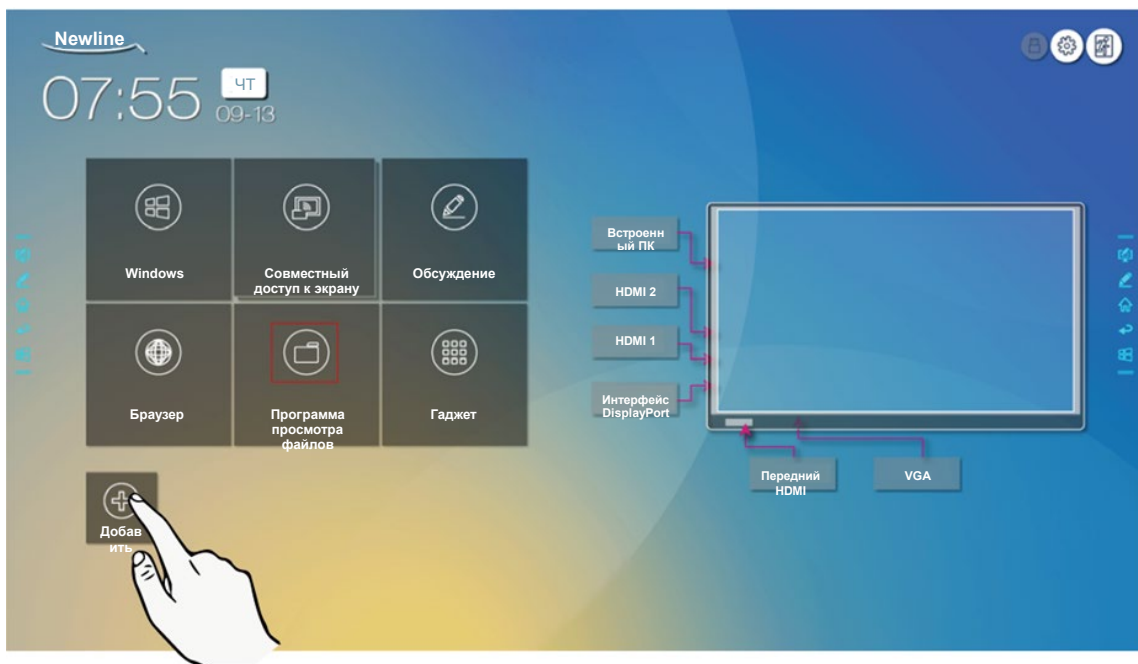 Newline
07:55
ЧТ
09-13
Windows
Совместный
доступ к экрану
Обсуждение
Браузер
Программа
просмотра
файлов
Гаджет
Добав
ить
Встроенн
ый ПК
HDMI 2
HDMI 1
Интерфейс
DisplayPort
Передний
HDMI
VGA